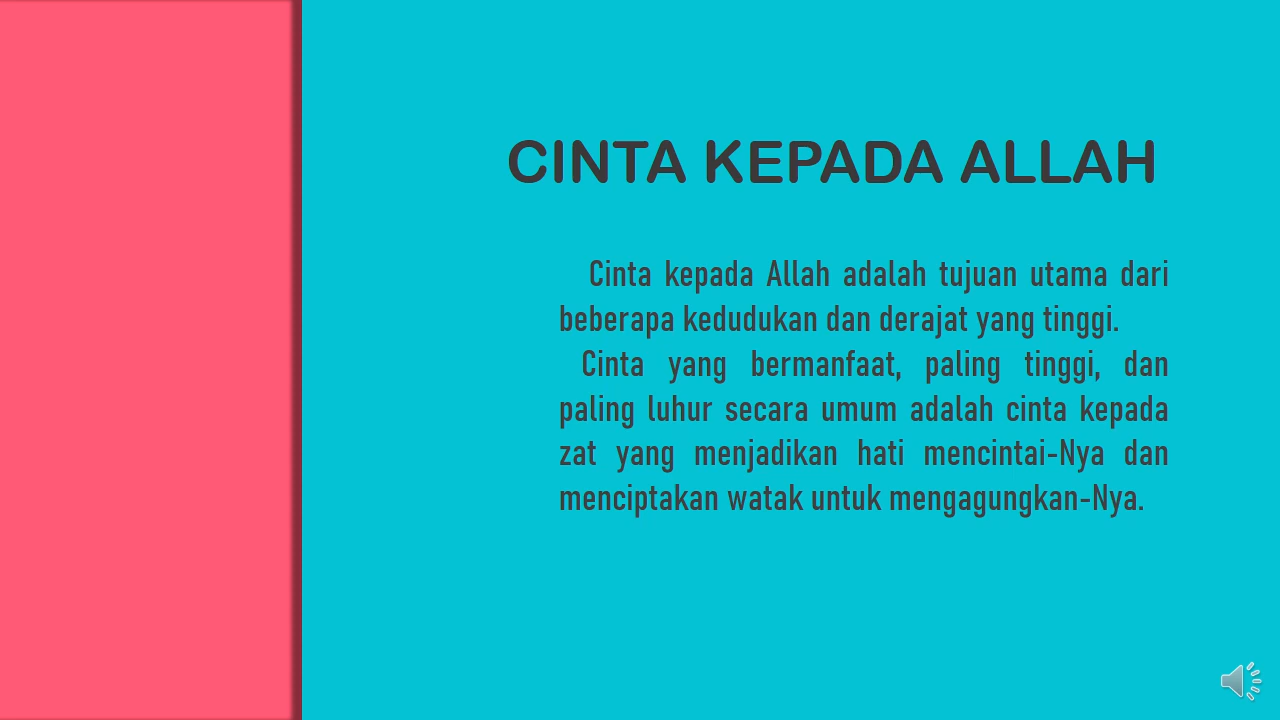 CINTA KEPADA ALLAH
Cinta kepada Allah adalah tujuan utama dari
beberapa kedudukan dan derajat yang tinggi.
Cinta yang bermanfaat, paling tinggi, dan
paling luhur secara umum adalah cinta kepada
zat yang menjadikan hati mencintai-Nya dan
menciptakan watak untuk mengagungkan-Nya.